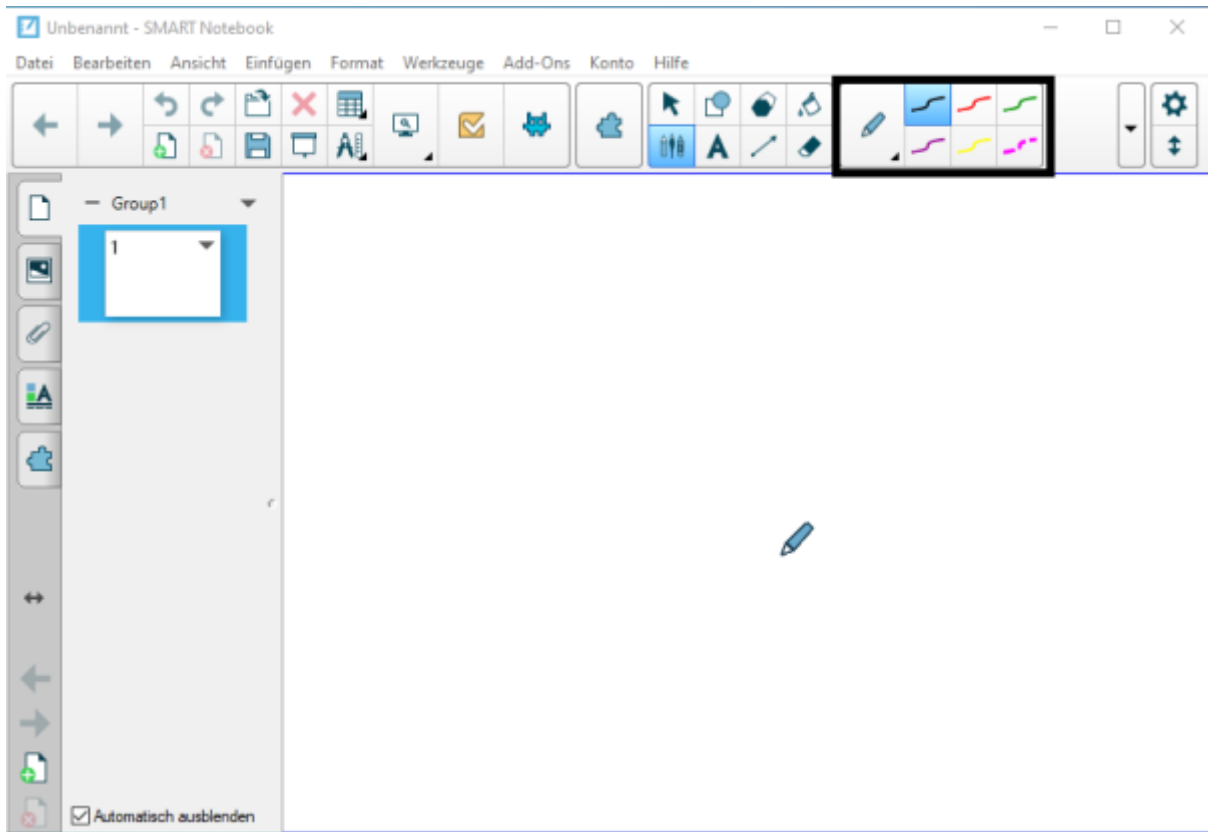 Unbenannt - SMART Notebook
Datei Bearbeiten Ansicht Einfügen Format Werkzeuge Add-Ons Konto Hilfe
Group1
1
Automatisch ausblenden